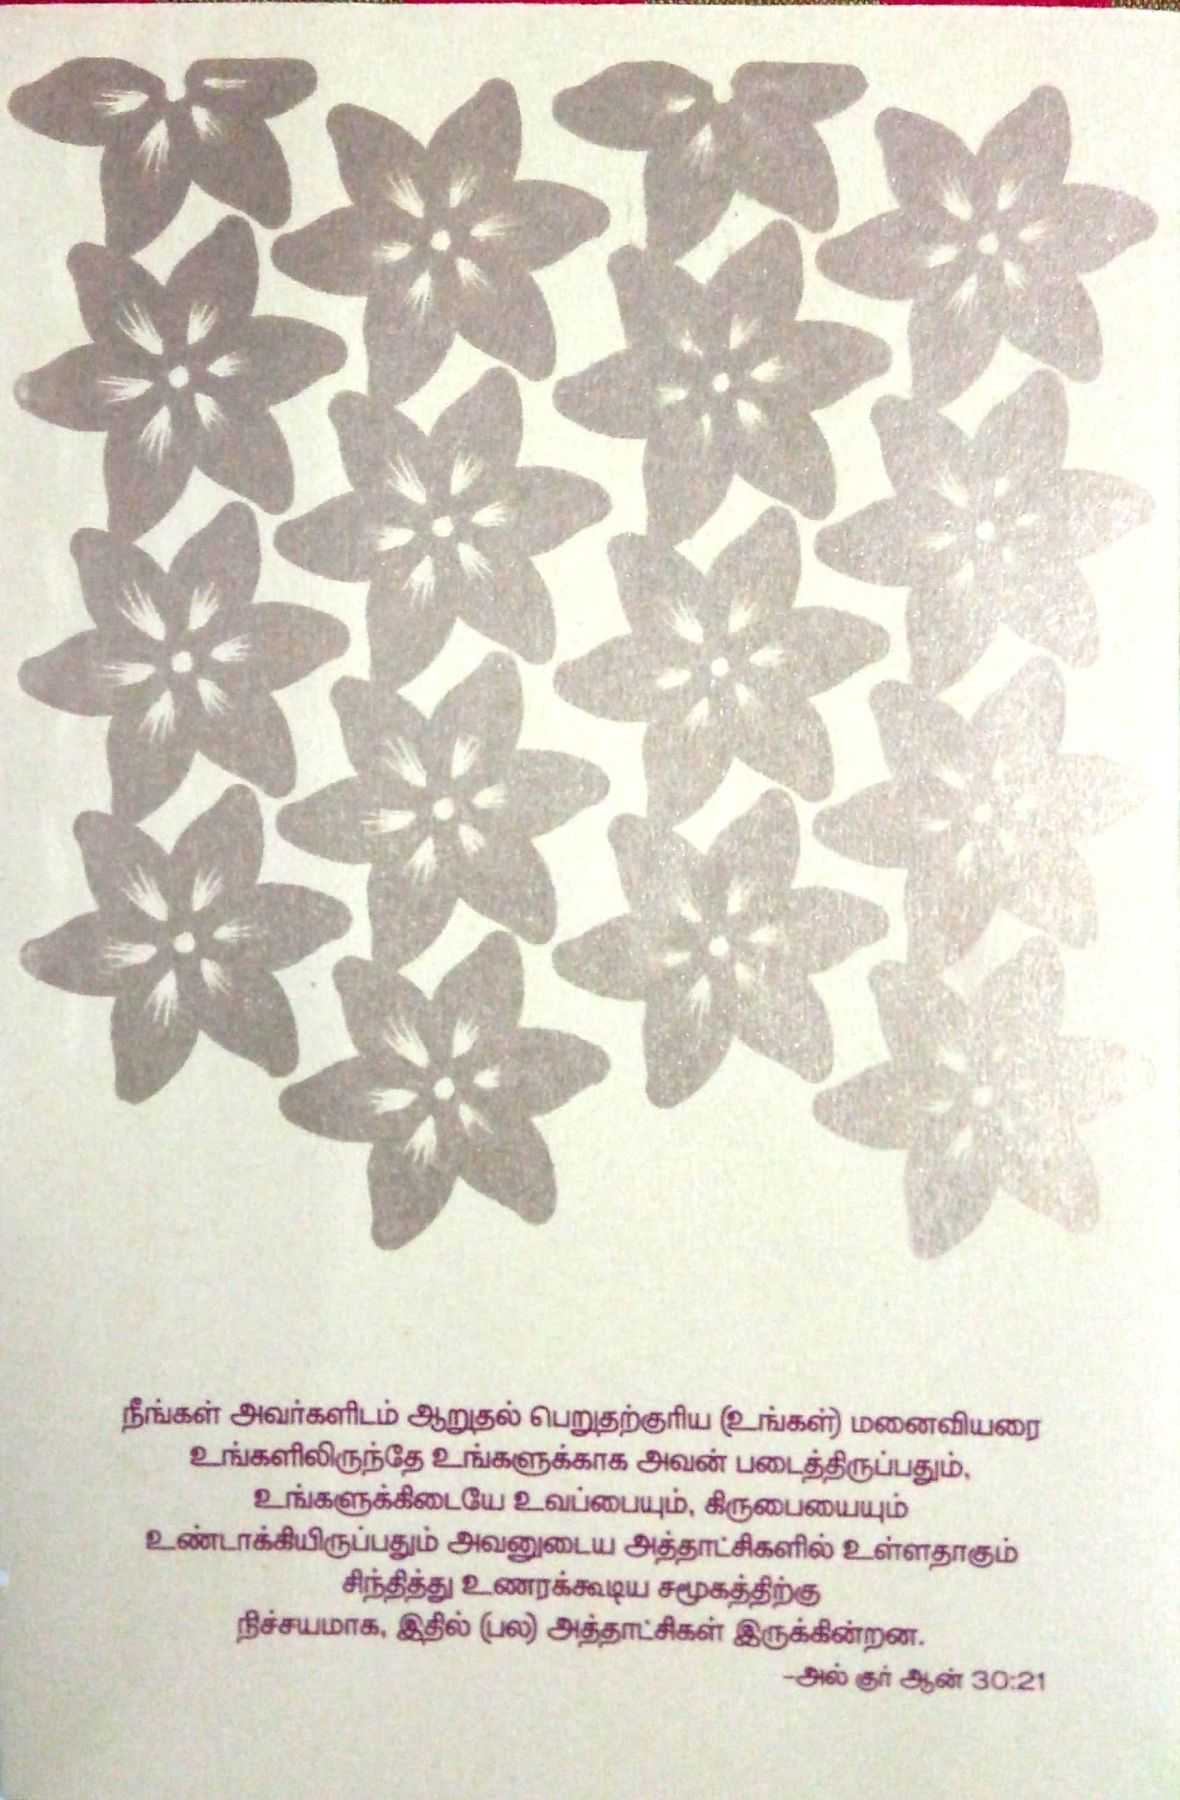 நீங்கள் அவர்களிடம் ஆறுதல் பெறுதற்குரிய (உங்கள்) மனைவியரை
உங்களிலிருந்தே உங்களுக்காக அவன் படைத்திருப்பதும்,
உங்களுக்கிடையே உவப்பையும், கிருபையையும்
உண்டாக்கியிருப்பதும் அவனுடைய அத்தாட்சிகளில் உள்ளதாகும்
சிந்தித்து உணரக்கூடிய சமூகத்திற்கு
நிச்சயமாக, இதில் (பல) அத்தாட்சிகள் இருக்கின்றன.
-அல் குர் ஆன் 30:21